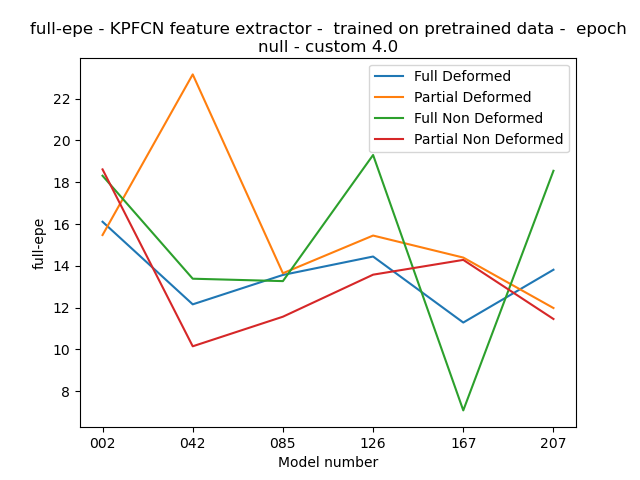 full-epe - KPFCN feature extractor -  trained on pretrained data -  epoch
null - custom 4.0
Full Deformed
Partial Deformed
Full Non Deformed
Partial Non Deformed
22
20
18
16
14
12
10
8
full-epe
002 042 085 126 167 207
Model number